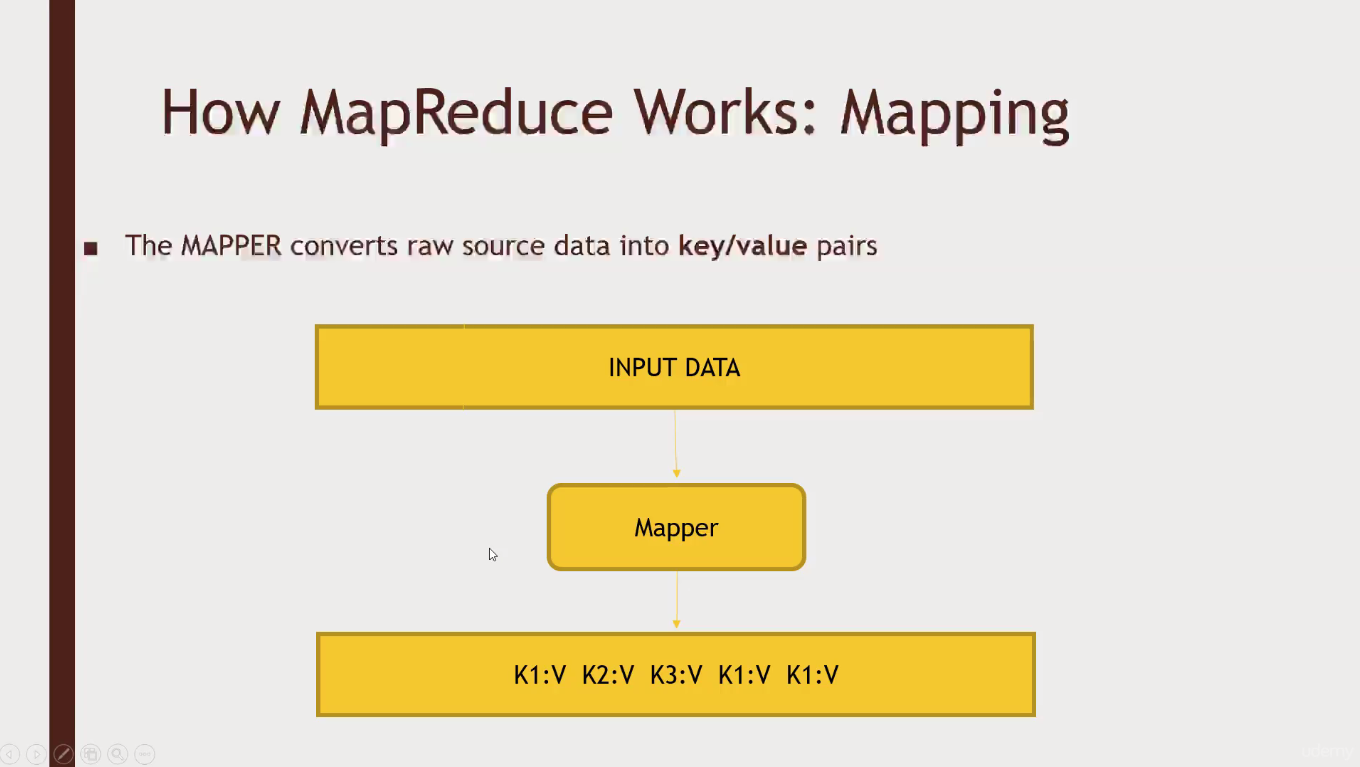 How MapReduce Works: Mapping
■ The MAPPER converts raw source data into key/value pairs
INPUT DATA
Mapper
K1:V K2:V K3:V K1:V K1:V
udemy